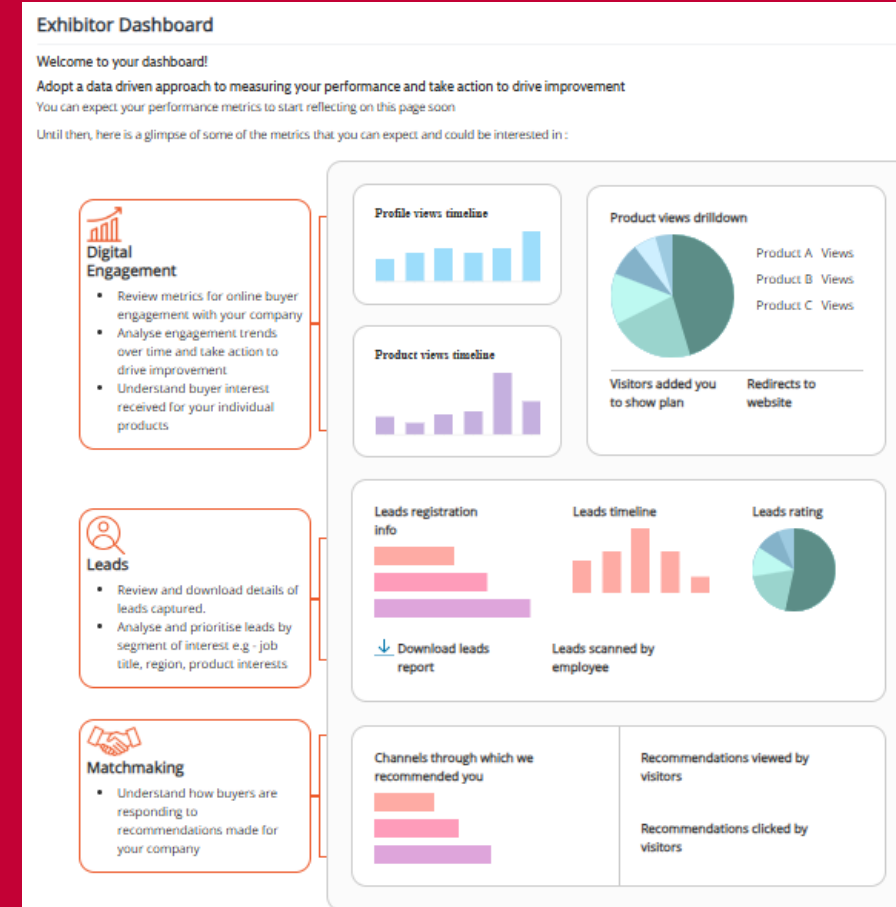 Exhibitor Dashboard
Welcome to your dashboard!
Adopt a data driven approach to measuring your performance and take action to drive improvement
You can expect your performance metrics to start reflecting on this page soon
Until then, here is a glimpse of some of the metrics that you can expect and could be interested in :
Digital
Engagement
• Review metrics for online buyer
engagement with your company
• Analyse engagement trends
over time and take action to
drive improvement
• Understand buyer interest
received for your individual
products
Profile views timeline
Product views timeline
Product views drilldown
Product A Views
Product B Views
Product C Views
Visitors added you
to show plan
Redirects to
website
Leads
• Review and download details of
leads captured.
• Analyse and prioritise leads by
segment of interest e.g - job
title, region, product interests
Leads registration
info
Leads timeline
Leads rating
Download leads
report
Leads scanned by
employee
Matchmaking
• Understand how buyers are
responding to
recommendations made for
your company
Channels through which we
recommended you
Recommendations viewed by
visitors
Recommendations clicked by
visitors